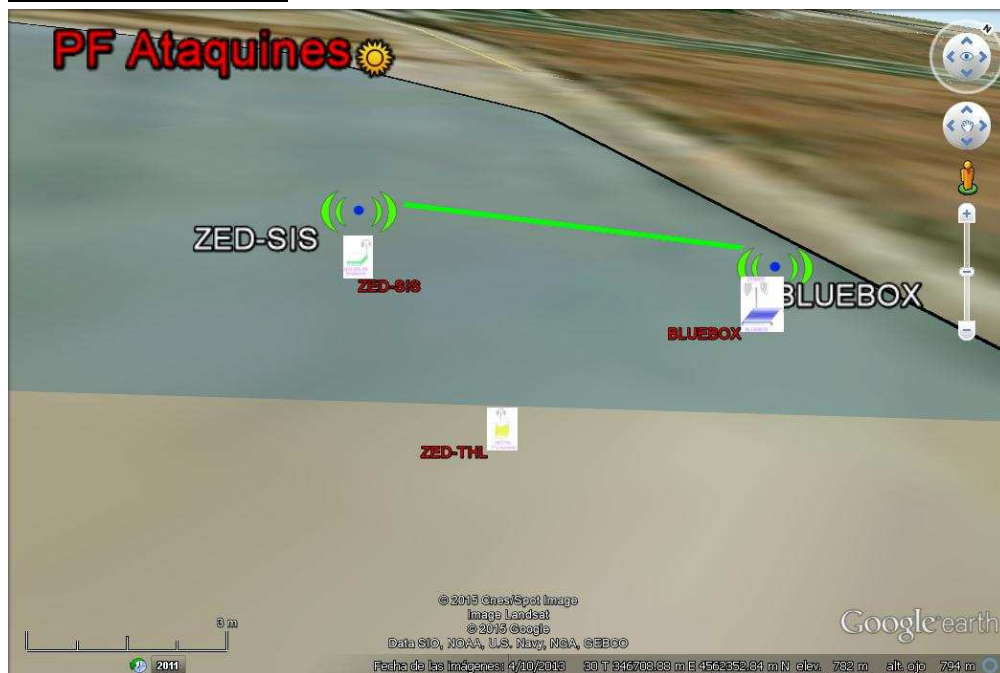 PF Ataquines
N
ZED-SIS
ZED-SIS
BLUEBOX
BLUEBOX
ZED-THL
3 m
© 2015 Cnes/Spot Image
Image Landsat
© 2015 Google
Data SIO, NOAA, U.S. Navy, NGA, GEBCO
Google earth
2011
Fecha de las imágenes: 4/10/2013 30 T 346708.88 m E 4562352.84 m N elev. 782 m alt. ojo 794 m